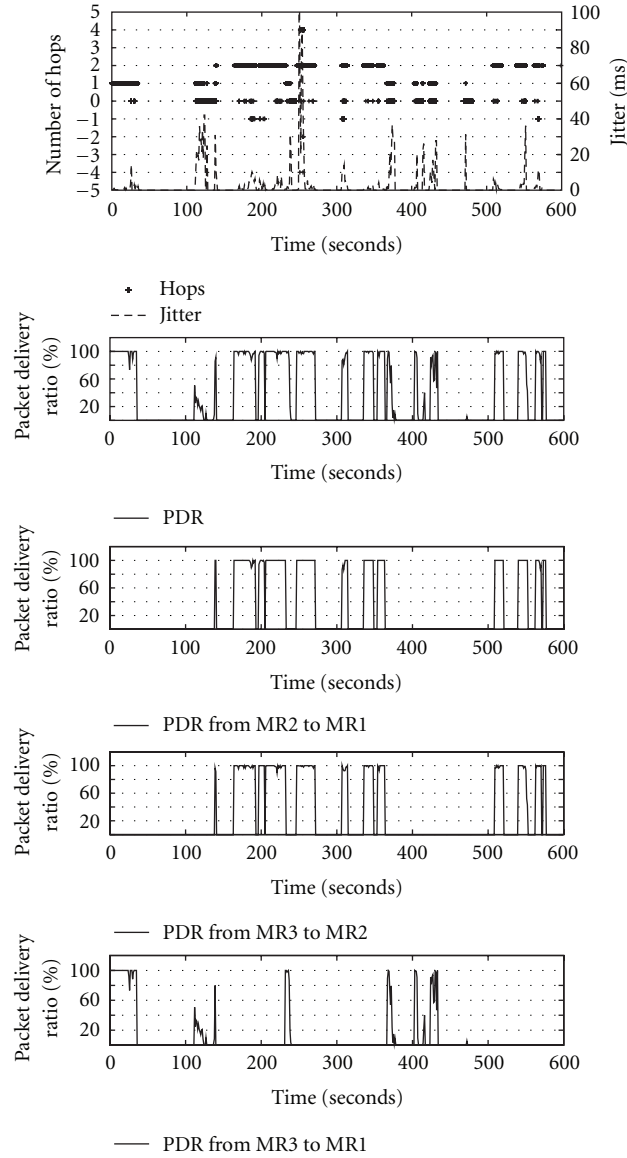 Number of hops
5
4
3
2
1
0
−1
−2
−3
−4
−5
100
80
60
40
20
0
Jitter (ms)
0 100 200 300 400 500 600
Time (seconds)
Hops
Jitter
Packet delivery
ratio (%)
100
60
20
0 100 200 300 400 500 600
Time (seconds)
PDR
Packet delivery
ratio (%)
100
60
20
0 100 200 300 400 500 600
Time (seconds)
PDR from MR2 to MR1
Packet delivery
ratio (%)
100
60
20
0 100 200 300 400 500 600
Time (seconds)
PDR from MR3 to MR2
Packet delivery
ratio (%)
100
60
20
0 100 200 300 400 500 600
Time (seconds)
PDR from MR3 to MR1